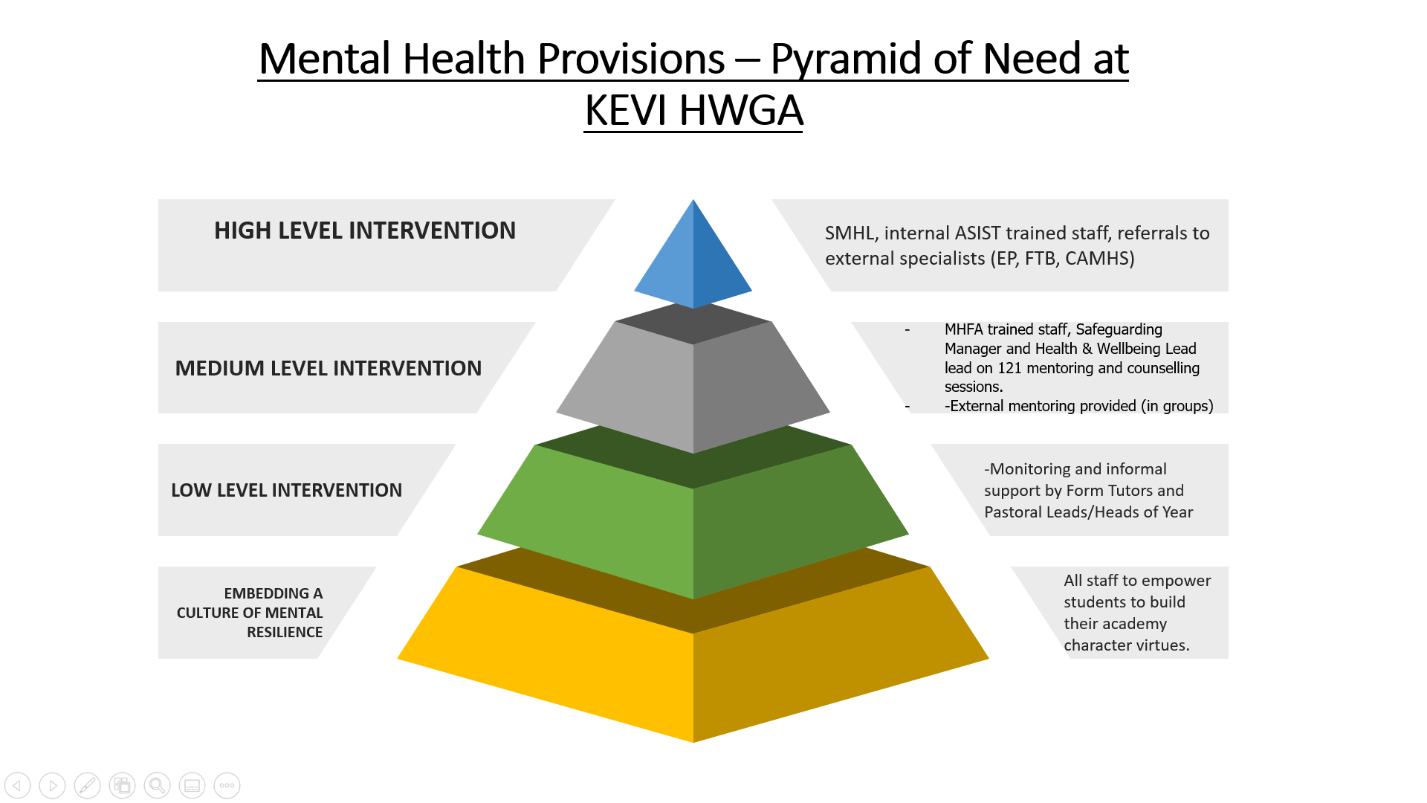 Mental Health Provisions – Pyramid of Need at
KEVI HWGA
HIGH LEVEL INTERVENTION
SMHL, internal ASIST trained staff, referrals to
external specialists (EP, FTB, CAMHS)
MEDIUM LEVEL INTERVENTION
- MHFA trained staff, Safeguarding
Manager and Health & Wellbeing Lead
lead on 121 mentoring and counselling
sessions.
- -External mentoring provided (in groups)
LOW LEVEL INTERVENTION
-Monitoring and informal
support by Form Tutors and
Pastoral Leads/Heads of Year
EMBEDDING A
CULTURE OF MENTAL
RESILIENCE
All staff to empower
students to build
their academy
character virtues.